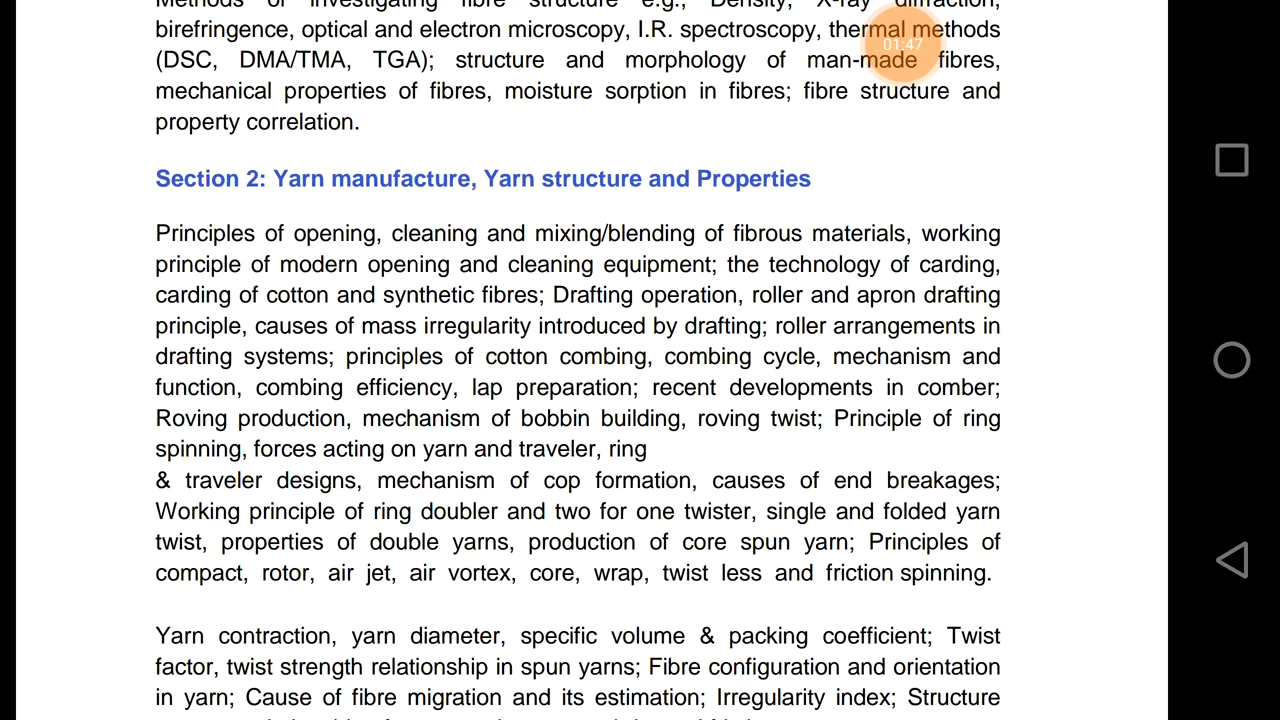 Methods of investigating fibre structure e.g., Density, X-ray diffraction,
birefringence, optical and electron microscopy, I.R. spectroscopy, thermal methods
01:47
(DSC, DMA/TMA, TGA); structure and morphology of man-made fibres,
mechanical properties of fibres, moisture sorption in fibres; fibre structure and
property correlation.
Section 2: Yarn manufacture, Yarn structure and Properties
Principles of opening, cleaning and mixing/blending of fibrous materials, working
principle of modern opening and cleaning equipment; the technology of carding,
carding of cotton and synthetic fibres; Drafting operation, roller and apron drafting
principle, causes of mass irregularity introduced by drafting; roller arrangements in
drafting systems; principles of cotton combing, combing cycle, mechanism and
function, combing efficiency, lap preparation; recent developments in comber;
Roving production, mechanism of bobbin building, roving twist; Principle of ring
spinning, forces acting on yarn and traveler, ring
& traveler designs, mechanism of cop formation, causes of end breakages;
Working principle of ring doubler and two for one twister, single and folded yarn
twist, properties of double yarns, production of core spun yarn; Principles of
compact, rotor, air jet, air vortex, core, wrap, twist less and friction spinning.
Yarn contraction, yarn diameter, specific volume & packing coefficient; Twist
factor, twist strength relationship in spun yarns; Fibre configuration and orientation
in yarn; Cause of fibre migration and its estimation; Irregularity index; Structure